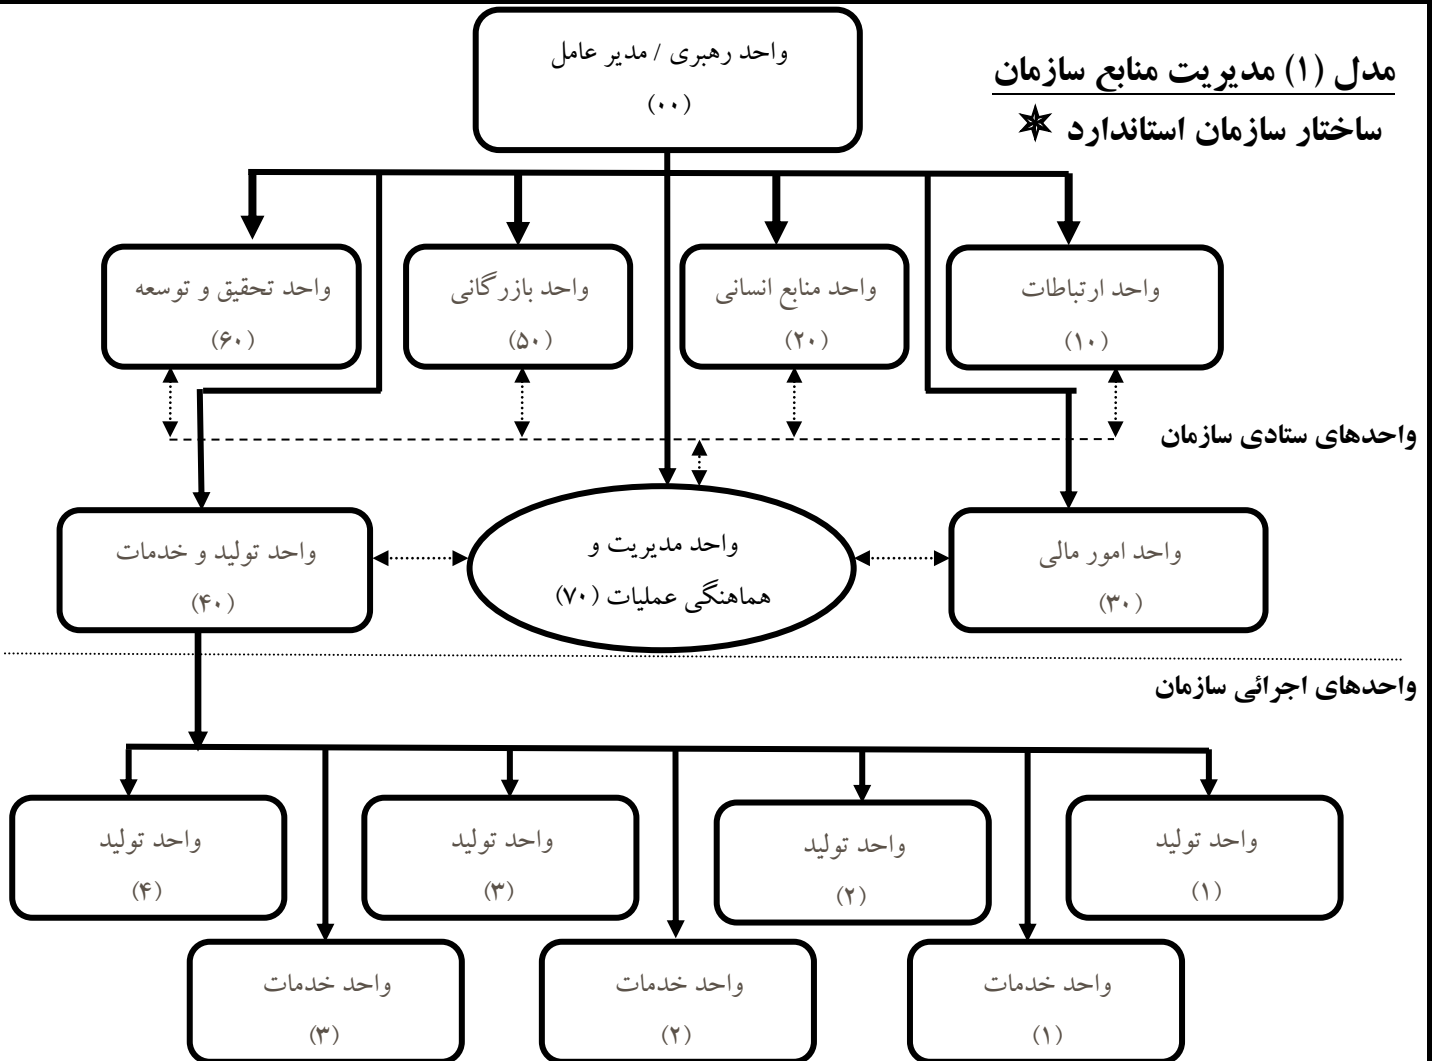 مدل (۱) مدیریت منابع سازمان
ساختار سازمان استاندارد
واحد رهبری / مدیر عامل
(۰۰)
واحد ارتباطات
(۱۰)
واحد منابع انسانی
(۲۰)
واحد بازرگانی
(۵۰)
واحد تحقیق و توسعه
(۶۰)
واحدهای ستادی سازمان
واحد امور مالی
(۳۰)
واحد مدیریت و
هماهنگی عملیات (۷۰)
واحد تولید و خدمات
(۴۰)
واحدهای اجرائی سازمان
واحد تولید
(۱)
واحد تولید
(۲)
واحد تولید
(۳)
واحد تولید
(۴)
واحد خدمات
(۱)
واحد خدمات
(۲)
واحد خدمات
(۳)